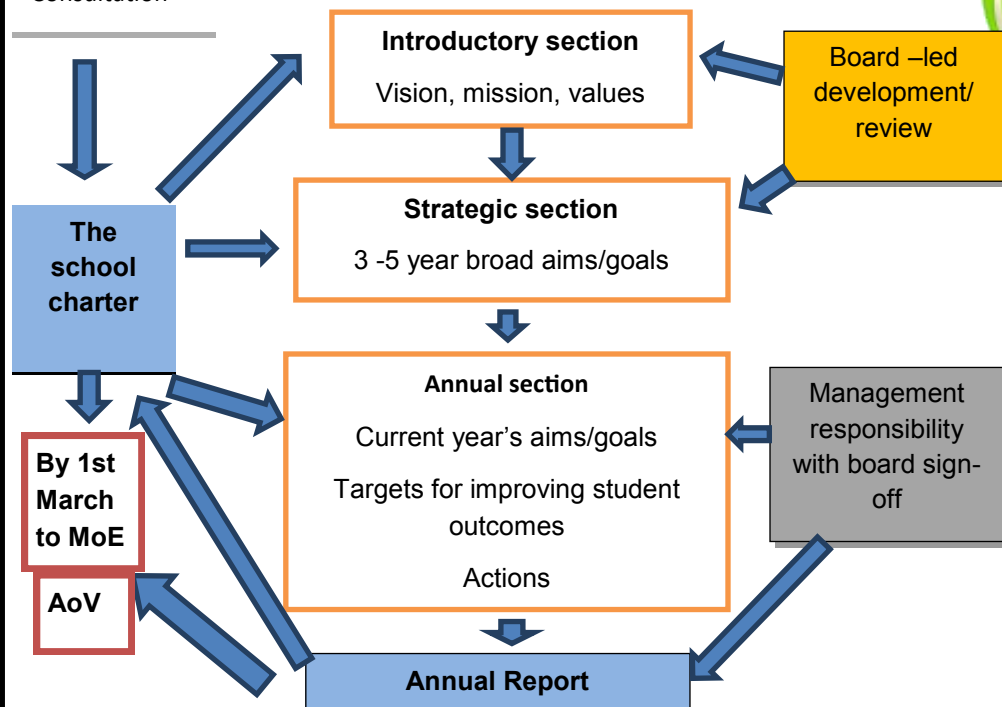 Consultation
Introductory section
Vision, mission, values
Board –led
development/
review
The
school
charter
Strategic section
3 -5 year broad aims/goals
Annual section
Current year's aims/goals
Targets for improving student
outcomes
Actions
Management
responsibility
with board sign-
off
By 1st
March
to MoE
AoV
Annual Report